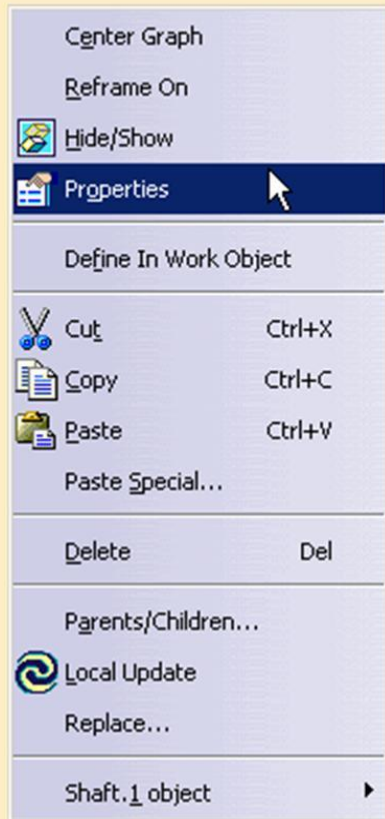 Center Graph
Reframe On
Hide/Show
Properties
Define In Work Object
Cut Ctrl+X
Copy Ctrl+C
Paste Ctrl+V
Paste Special...
Delete Del
Parents/Children...
Local Update
Replace...
Shaft.1 object